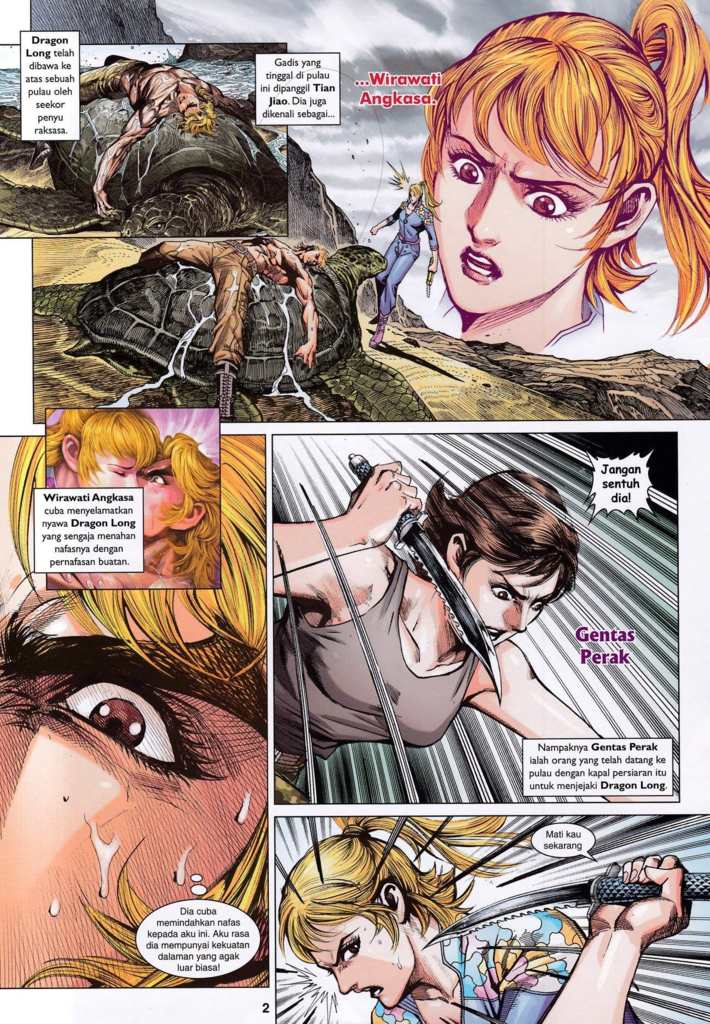 Dragon
Long telah
dibawa ke
atas sebuah
pulau oleh
seekor
penyu
raksasa.
Gadis yang
tinggal di pulau
ini dipanggil Tian
Jiao. Dia juga
dikenali sebagai...
...Wirawati
Angkasa.
Wirawati Angkasa
cuba menyelamatkan
nyawa Dragon Long
yang sengaja menahan
nafasnya dengan
pernafasan buatan.
Jangan
sentuh
dia!
Gentas
Perak
Nampaknya Gentas Perak
ialah orang yang telah datang ke
pulau dengan kapal persiaran itu
untuk menjejaki Dragon Long.
Dia cuba
memindahkan nafas
kepada aku ini. Aku rasa
dia mempunyai kekuatan
dalaman yang agak
luar biasa!
Mati kau
sekarang
2